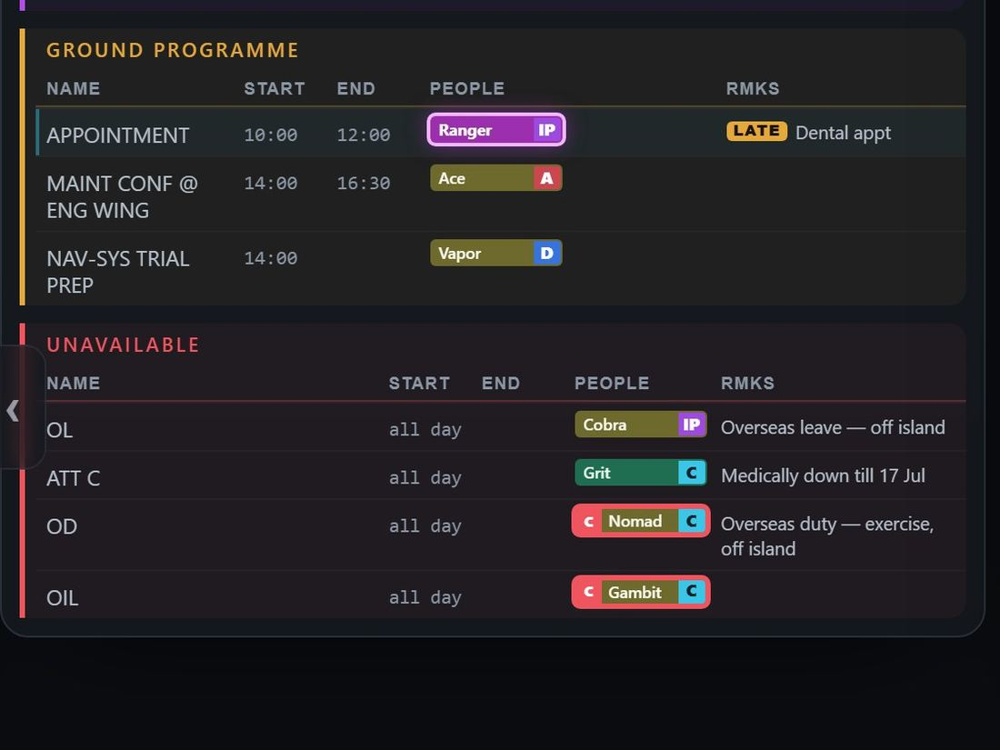 GROUND PROGRAMME
NAME START END PEOPLE RMKS
APPOINTMENT 10:00 12:00 Ranger IP LATE Dental appt
MAINT CONF @ 14:00 16:30 Ace A
ENG WING
NAV-SYS TRIAL 14:00 Vapor D
PREP
UNAVAILABLE
NAME START END PEOPLE RMKS
OL all day Cobra IP Overseas leave — off island
ATT C all day Grit C Medically down till 17 Jul
OD all day c Nomad C Overseas duty — exercise,
off island
OIL all day c Gambit C